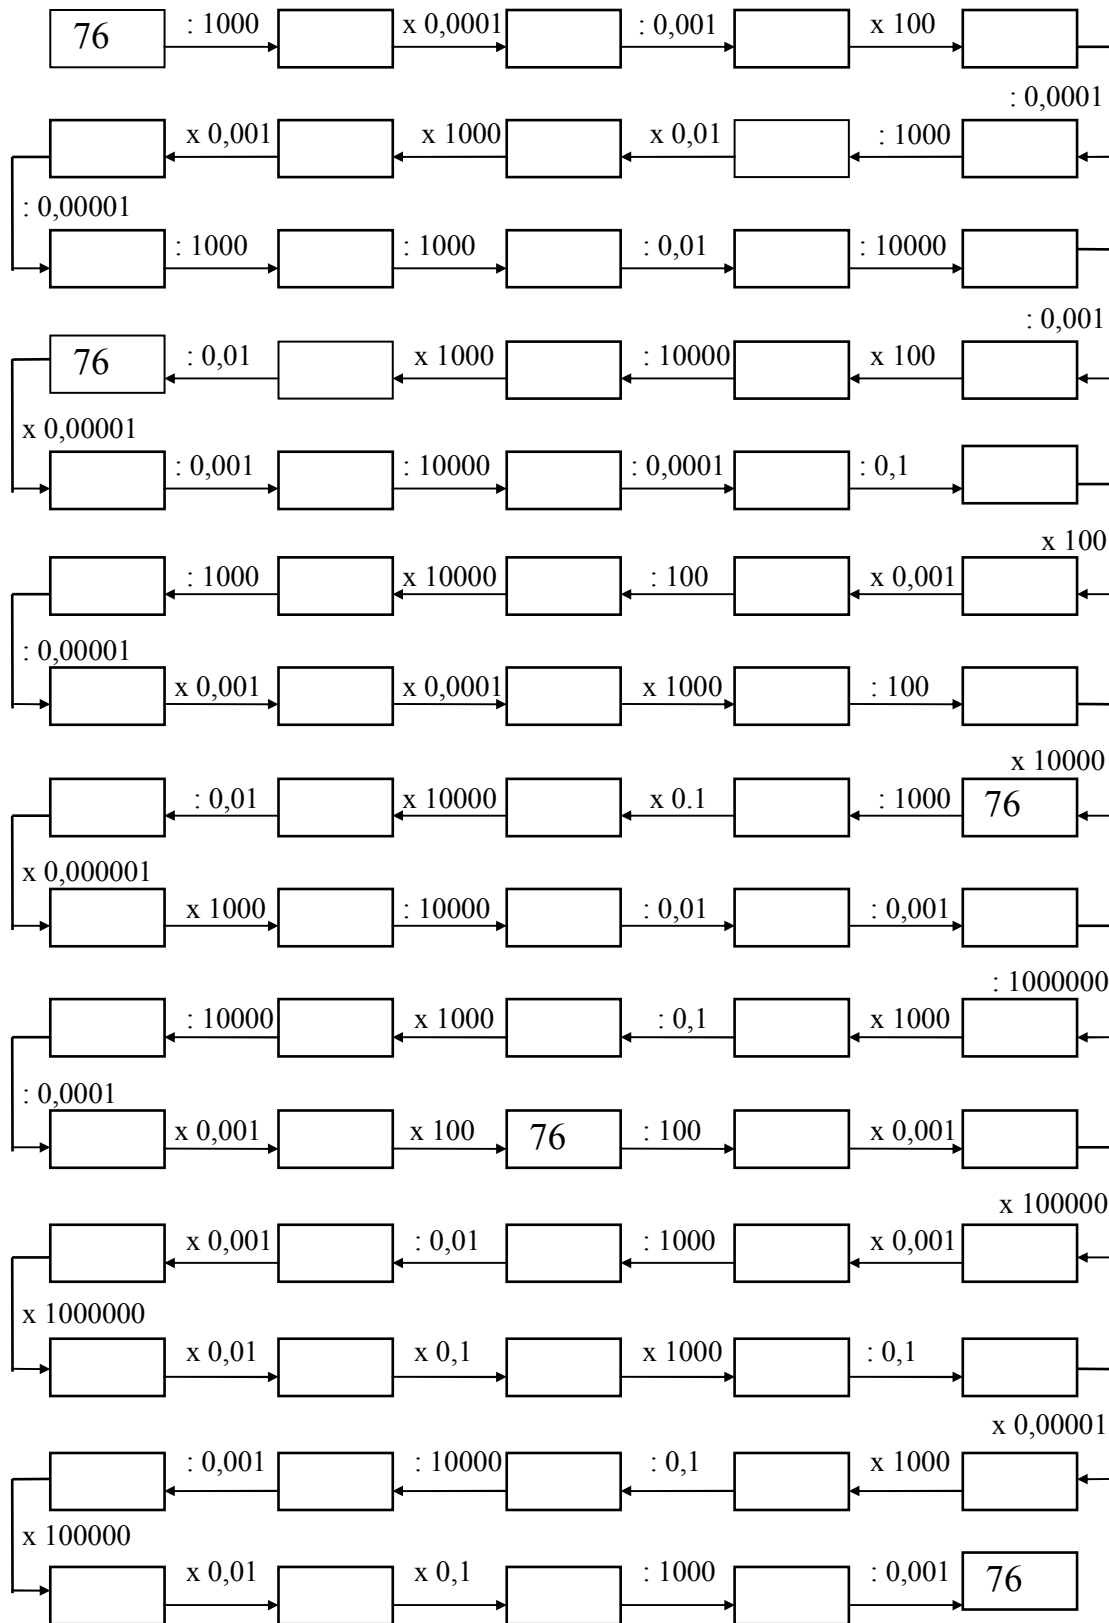 76 : 1000 x 0,0001 : 0,001 x 100
: 0,0001
x 0,001 x 1000 x 0,01 : 1000
: 0,00001
: 1000 : 1000 : 0,01 : 10000
: 0,001
76 : 0,01 x 1000 : 10000 x 100
x 0,00001
: 0,001 : 10000 : 0,0001 : 0,1
x 100
: 1000 x 10000 : 100 x 0,001
: 0,00001
x 0,001 x 0,0001 x 1000 : 100
x 10000
: 0,01 x 10000 x 0.1 : 1000 76
x 0,000001
x 1000 : 10000 : 0,01 : 0,001
: 1000000
: 10000 x 1000 : 0,1 x 1000
: 0,0001
x 0,001 x 100 76 : 100 x 0,001
x 100000
x 0,001 : 0,01 : 1000 x 0,001
x 1000000
x 0,01 x 0,1 x 1000 : 0,1
x 0,00001
: 0,001 : 10000 : 0,1 x 1000
x 100000
x 0,01 x 0,1 : 1000 : 0,001 76